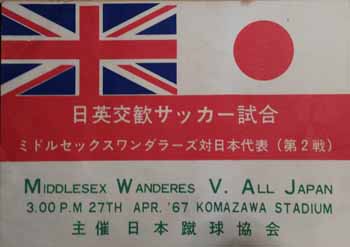 日英交歓サッカー試合
ミドルセックスワンダラーズ対日本代表（第2戦）
MIDDLESEX WANDERES V. ALL JAPAN
3.00 P.M 27TH APR. '67 KOMAZAWA STADIUM
主催 日本蹴球協会